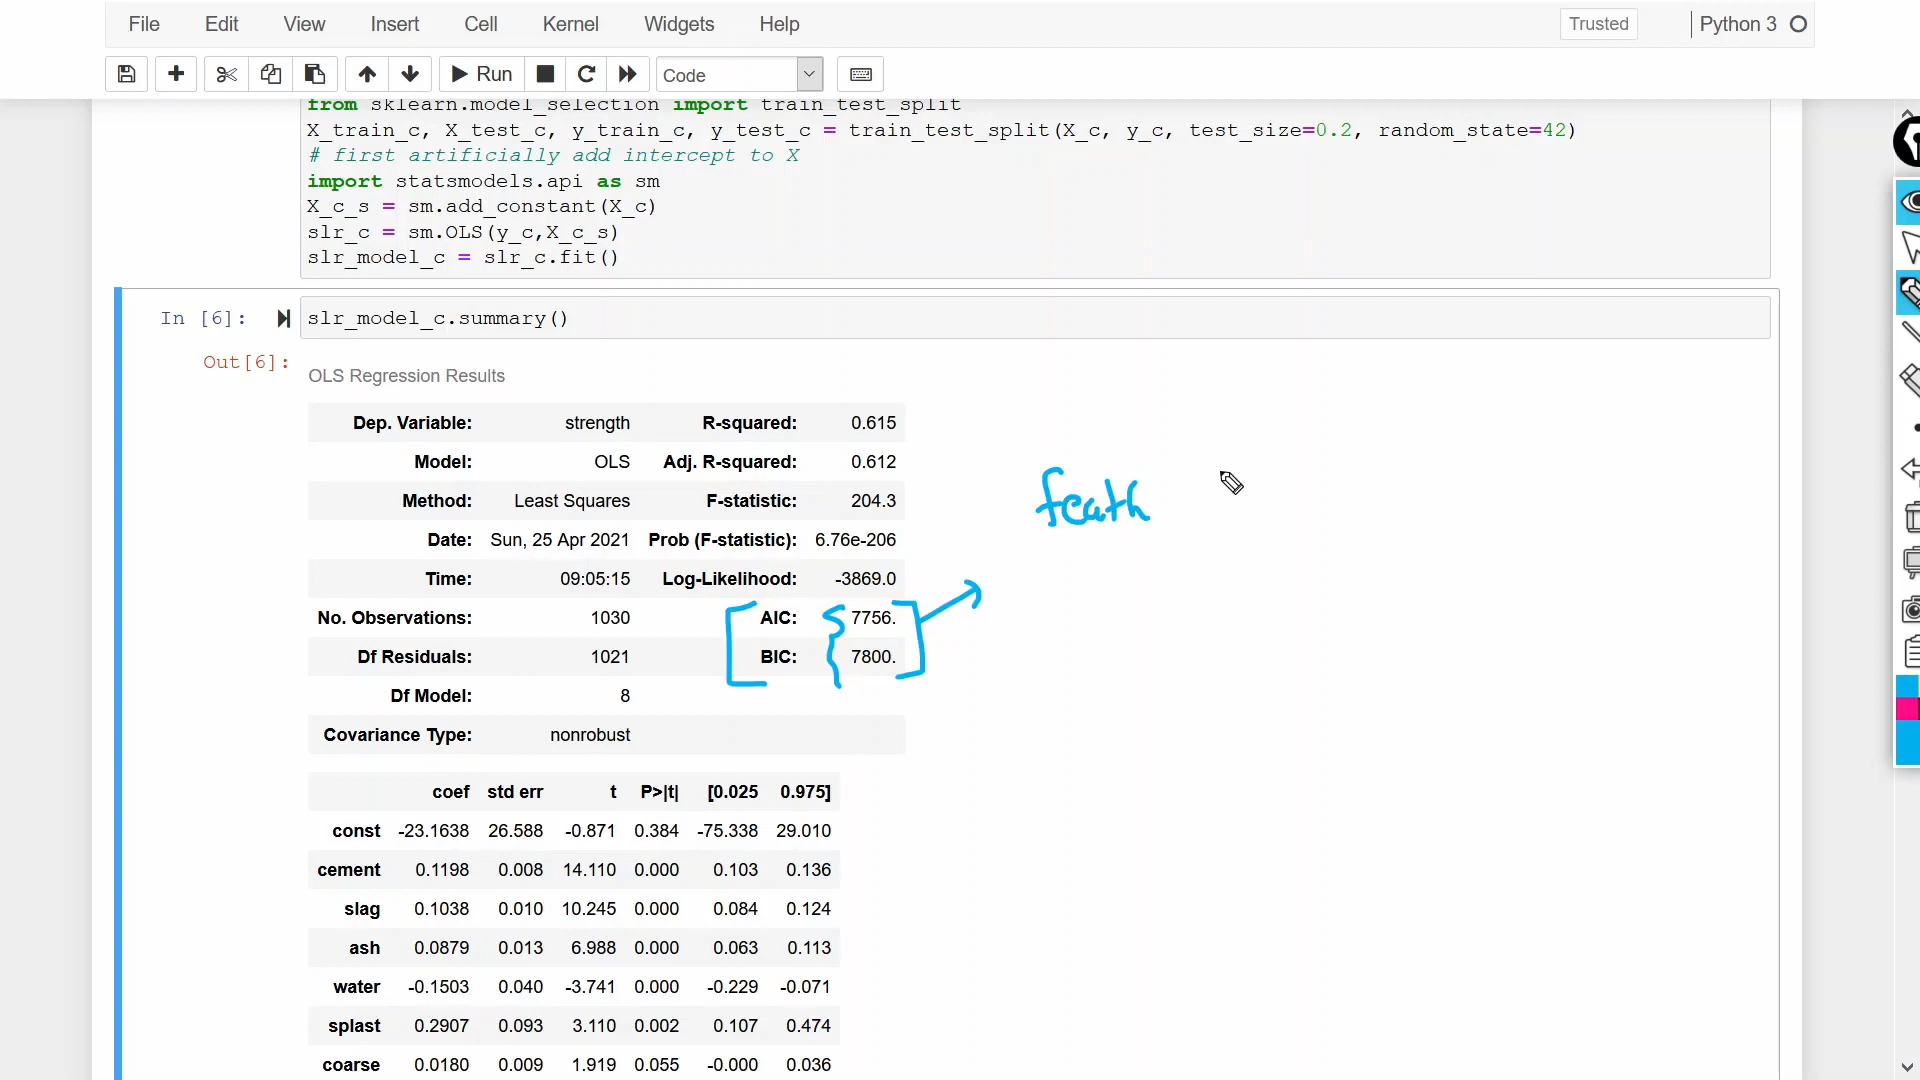 File Edit View Insert Cell Kernel Widgets Help Trusted Python 3
Run Code
from sklearn.model_selection import train_test_split
X_train_c, X_test_c, y_train_c, y_test_c = train_test_split(X_c, y_c, test_size=0.2, random_state=42)
# first artificially add intercept to X
import statsmodels.api as sm
X_c_s = sm.add_constant(X_c)
slr_c = sm.OLS(y_c,X_c_s)
slr_model_c = slr_c.fit()
In [6]: slr_model_c.summary()
Out[6]:
OLS Regression Results
Dep. Variable: strength R-squared: 0.615
Model: OLS Adj. R-squared: 0.612
Method: Least Squares F-statistic: 204.3
Date: Sun, 25 Apr 2021 Prob (F-statistic): 6.76e-206
Time: 09:05:15 Log-Likelihood: -3869.0
No. Observations: 1030 AIC: 7756.
Df Residuals: 1021 BIC: 7800.
Df Model: 8
Covariance Type: nonrobust
coef std err t P>|t| [0.025 0.975]
const -23.1638 26.588 -0.871 0.384 -75.338 29.010
cement 0.1198 0.008 14.110 0.000 0.103 0.136
slag 0.1038 0.010 10.245 0.000 0.084 0.124
ash 0.0879 0.013 6.988 0.000 0.063 0.113
water -0.1503 0.040 -3.741 0.000 -0.229 -0.071
splast 0.2907 0.093 3.110 0.002 0.107 0.474
coarse 0.0180 0.009 1.919 0.055 -0.000 0.036